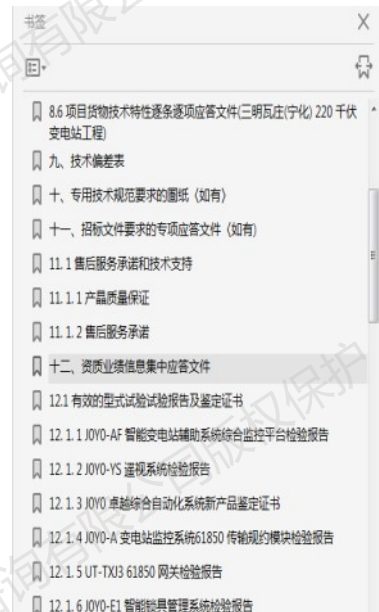 书签
8.6 项目货物技术特性逐条逐项应答文件(三明瓦庄(宁化) 220 千伏
变电站工程)
九、技术偏差表
十、专用技术规范要求的图纸（如有）
十一、招标文件要求的专项应答文件（如有）
11.1 售后服务承诺和技术支持
11.1.1 产品质量保证
11.1.2 售后服务承诺
十二、资质业绩信息集中应答文件
12.1 有效的型式试验试验报告及鉴定证书
12.1.1 JOYO-AF 智能变电站辅助系统综合监控平台检验报告
12.1.2 JOYO-YS 遥视系统检验报告
12.1.3 JOYO 卓越综合自动化系统新产品鉴定证书
12.1.4 JOYO-A 变电站监控系统61850 传输规约模块检验报告
12.1.5 UT-TXJ3 61850 网关检验报告
12.1.6 JOYO-E1 智能锁具管理系统检验报告